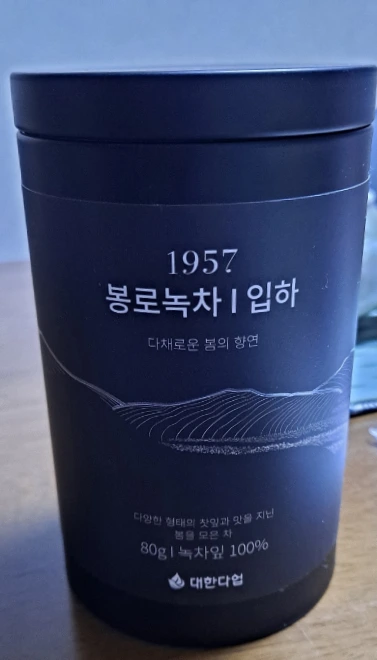 1957
봉로녹차 I 입하
다채로운 봄의 향연
다양한 형태의 찻잎과 맛을 지닌
봄을 모은 차
80g I 녹차잎 100%
대한다업